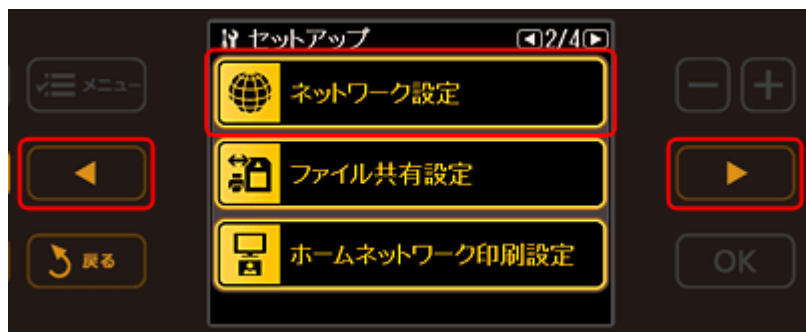 セットアップ
2/4
メニュー
ネットワーク設定
ファイル共有設定
戻る
ホームネットワーク印刷設定
OK